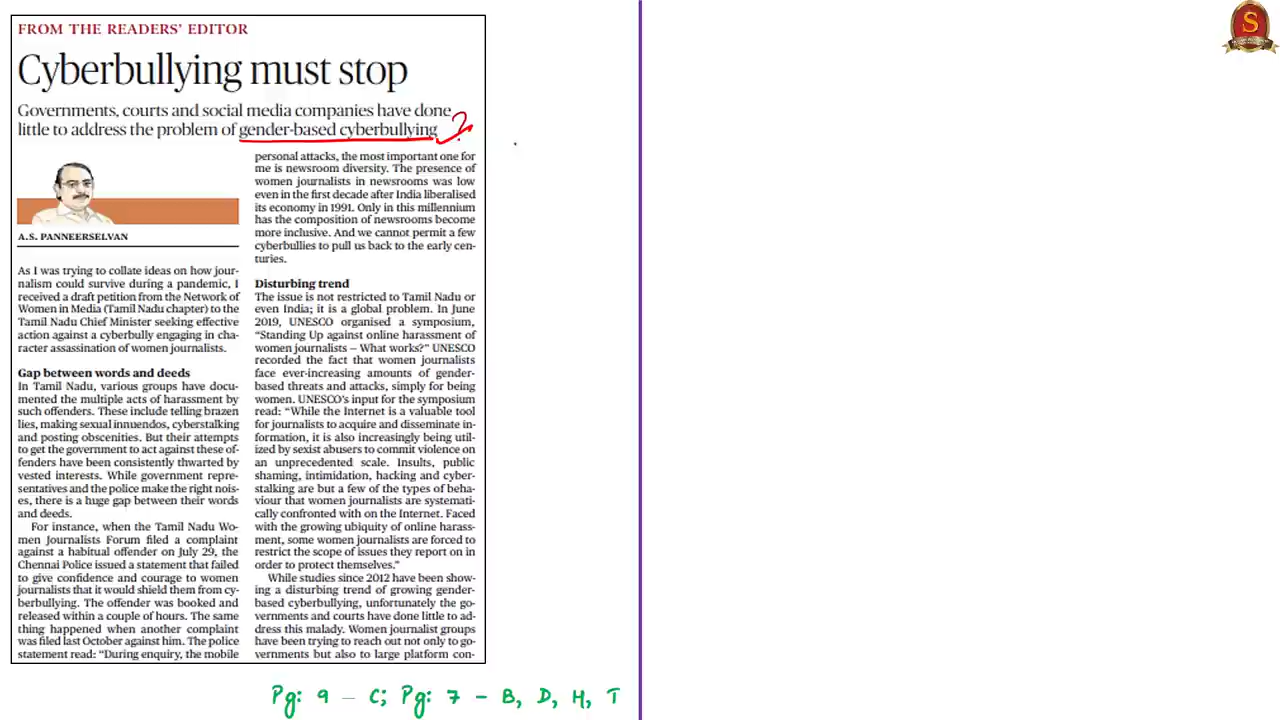 FROM THE READERS' EDITOR
Cyberbullying must stop
Governments, courts and social media companies have done
little to address the problem of gender-based cyberbullying ?
A.S. PANNEERSELVAN
As I was trying to collate ideas on how jour-
nalism could survive during a pandemic, I
received a draft petition from the Network of
Women in Media (Tamil Nadu chapter) to the
Tamil Nadu Chief Minister seeking effective
action against a cyberbully engaging in cha-
racter assassination of women journalists.
Gap between words and deeds
In Tamil Nadu, various groups have docu-
mented the multiple acts of harassment by
such offenders. These include telling brazen
lies, making sexual innuendos, cyberstalking
and posting obscenities. But their attempts
to get the government to act against these of-
fenders have been consistently thwarted by
vested interests. While government repre-
sentatives and the police make the right nois-
es, there is a huge gap between their words
and deeds.
For instance, when the Tamil Nadu Wo-
men Journalists Forum filed a complaint
against a habitual offender on July 29, the
Chennai Police issued a statement that failed
to give confidence and courage to women
journalists that it would shield them from cy-
berbullying. The offender was booked and
released within a couple of hours. The same
thing happened when another complaint
was filed last October against him. The police
statement read: "During enquiry, the mobile
personal attacks, the most important one for
me is newsroom diversity. The presence of
women journalists in newsrooms was low
even in the first decade after India liberalised
its economy in 1991. Only in this millennium
has the composition of newsrooms become
more inclusive. And we cannot permit a few
cyberbullies to pull us back to the early cen-
turies.
Disturbing trend
The issue is not restricted to Tamil Nadu or
even India; it is a global problem. In June
2019, UNESCO organised a symposium,
"Standing Up against online harassment of
women journalists – What works?" UNESCO
recorded the fact that women journalists
face ever-increasing amounts of gender-
based threats and attacks, simply for being
women. UNESCO's input for the symposium
read: "While the Internet is a valuable tool
for journalists to acquire and disseminate in-
formation, it is also increasingly being util-
ized by sexist abusers to commit violence on
an unprecedented scale. Insults, public
shaming, intimidation, hacking and cyber-
stalking are but a few of the types of beha-
viour that women journalists are systemati-
cally confronted with on the Internet. Faced
with the growing ubiquity of online harass-
ment, some women journalists are forced to
restrict the scope of issues they report on in
order to protect themselves."
While studies since 2012 have been show-
ing a disturbing trend of growing gender-
based cyberbullying, unfortunately the go-
vernments and courts have done little to ad-
dress this malady. Women journalist groups
have been trying to reach out not only to go-
vernments but also to large platform con-
Pg: 9 – C; Pg: 7 – B, D, H, T
S